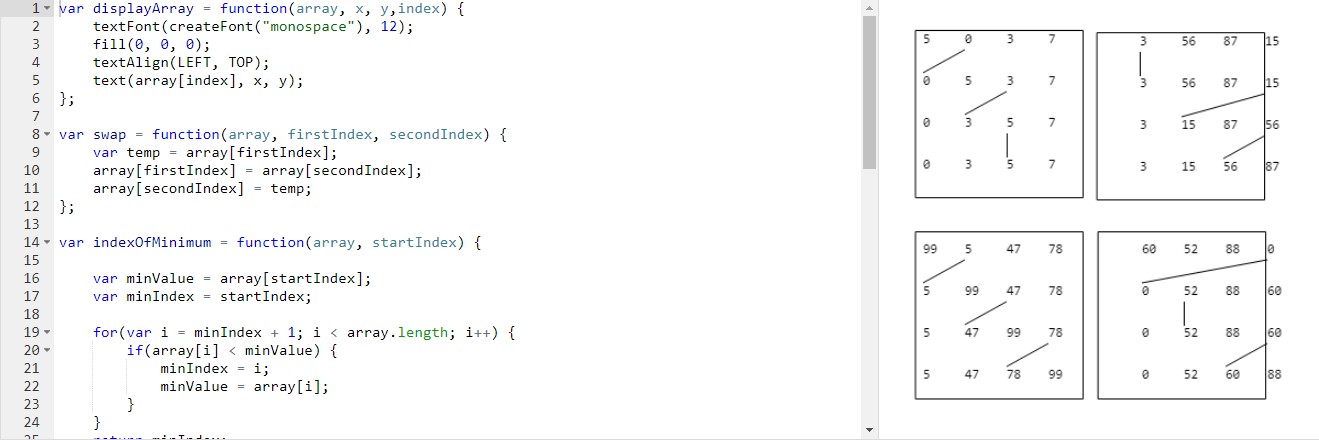 1 var displayArray = function(array, x, y,index) {
2 textFont(createFont("monospace"), 12);
3 fill(0, 0, 0);
4 textAlign(LEFT, TOP);
5 text(array[index], x, y);
6 };
7
8 var swap = function(array, firstIndex, secondIndex) {
9 var temp = array[firstIndex];
10 array[firstIndex] = array[secondIndex];
11 array[secondIndex] = temp;
12 };
13
14 var indexOfMinimum = function(array, startIndex) {
15
16 var minValue = array[startIndex];
17 var minIndex = startIndex;
18
19 for(var i = minIndex + 1; i < array.length; i++) {
20 if(array[i] < minValue) {
21 minIndex = i;
22 minValue = array[i];
23 }
24 }
5 0 3 7
0 5 3 7
0 3 5 7
0 3 5 7
3 56 87 15
3 56 87 15
3 15 87 56
3 15 56 87
99 5 47 78
5 99 47 78
5 47 99 78
5 47 78 99
60 52 88 0
0 52 88 60
0 52 88 60
0 52 60 88